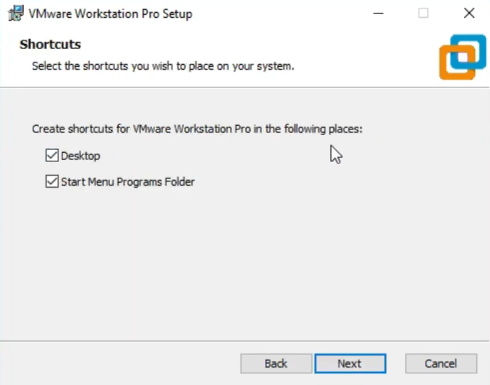 VMware Workstation Pro Setup
Shortcuts
Select the shortcuts you wish to place on your system.
Create shortcuts for VMware Workstation Pro in the following places:
Desktop
Start Menu Programs Folder
Back Next Cancel